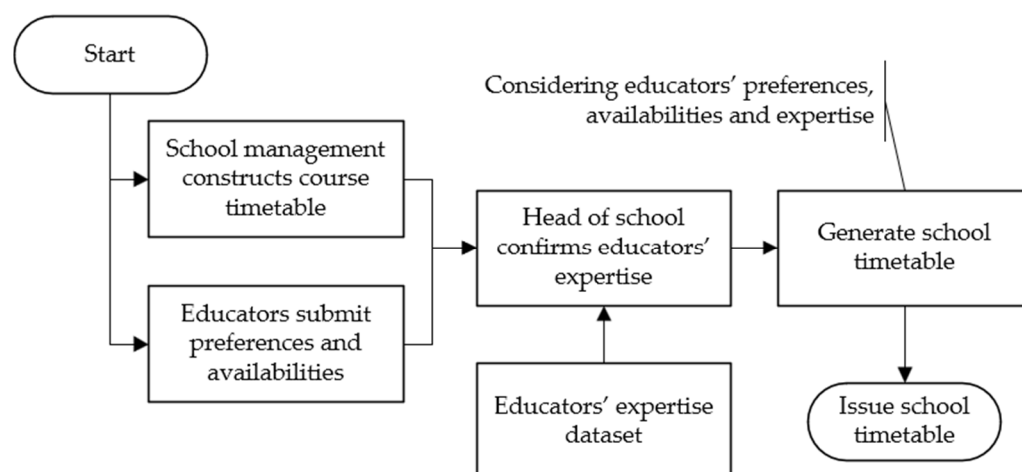 Start
School management
constructs course
timetable
Educators submit
preferences and
availabilities
Head of school
confirms educators’
expertise
Educators’ expertise
dataset
Considering educators’ preferences,
availabilities and expertise
Generate school
timetable
Issue school
timetable